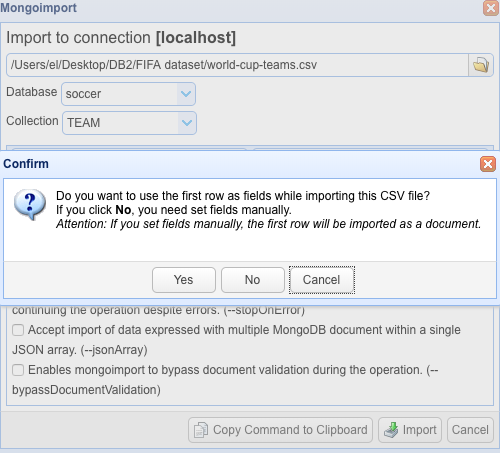 Mongoimport
Import to connection [localhost]
/Users/el/Desktop/DB2/FIFA dataset/world-cup-teams.csv
Database soccer
Collection TEAM
Confirm
Do you want to use the first row as fields while importing this CSV file?
If you click No, you need set fields manually.
Attention: If you set fields manually, the first row will be imported as a document.
Yes No Cancel
continuing the operation despite errors. (--stopOnError)
Accept import of data expressed with multiple MongoDB document within a single
JSON array. (--jsonArray)
Enables mongoimport to bypass document validation during the operation. (--
bypassDocumentValidation)
Copy Command to Clipboard Import Cancel